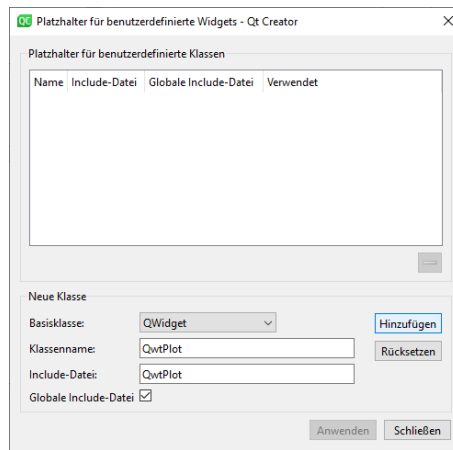 Platzhalter für benutzerdefinierte Widgets - Qt Creator
Platzhalter für benutzerdefinierte Klassen
Name Include-Datei Globale Include-Datei Verwendet
Neue Klasse
Basisklasse: QWidget Hinzufügen
Klassenname: QwtPlot Rücksetzen
Include-Datei: QwtPlot
Globale Include-Datei
Anwenden Schließen